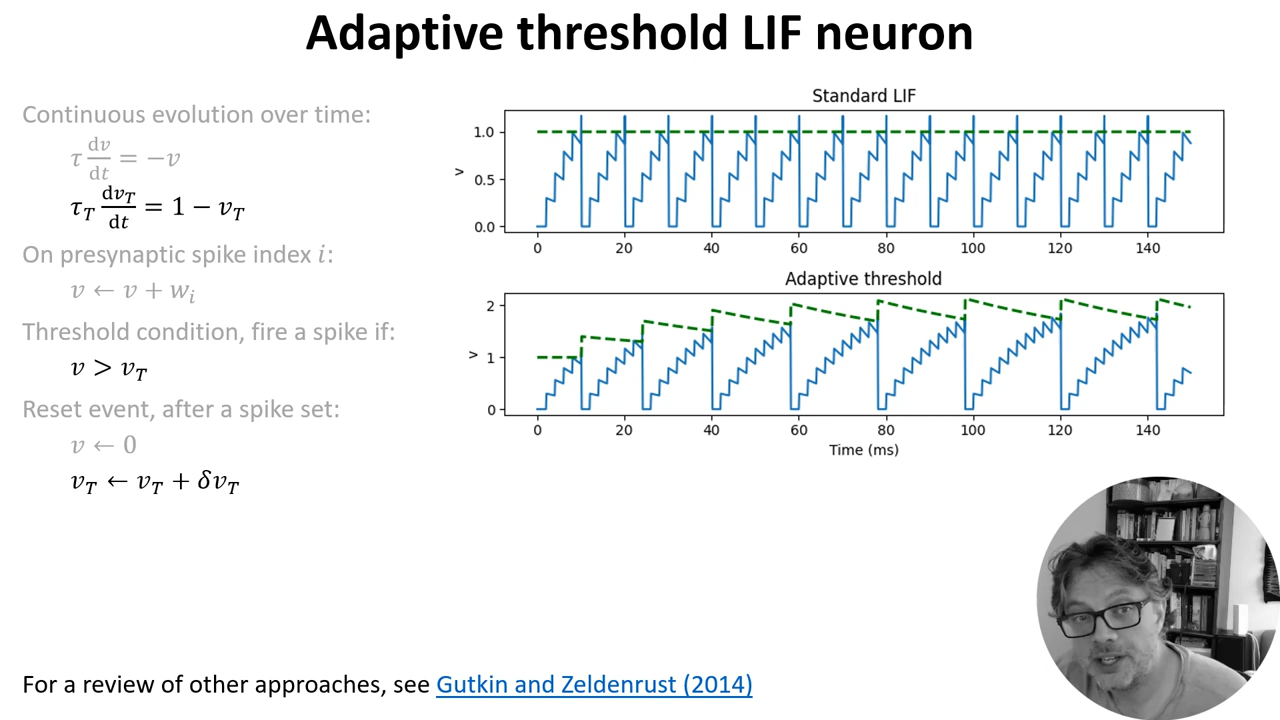 Adaptive threshold LIF neuron
Continuous evolution over time:
τ dv/dt = −v
τ_T dv_T/dt = 1 − v_T
On presynaptic spike index i:
v ← v + w_i
Threshold condition, fire a spike if:
v > v_T
Reset event, after a spike set:
v ← 0
v_T ← v_T + δv_T
Standard LIF
v
1.0
0.5
0.0
0 20 40 60 80 100 120 140
Adaptive threshold
v
2
1
0
0 20 40 60 80 100 120 140
Time (ms)
For a review of other approaches, see Gutkin and Zeldenrust (2014)